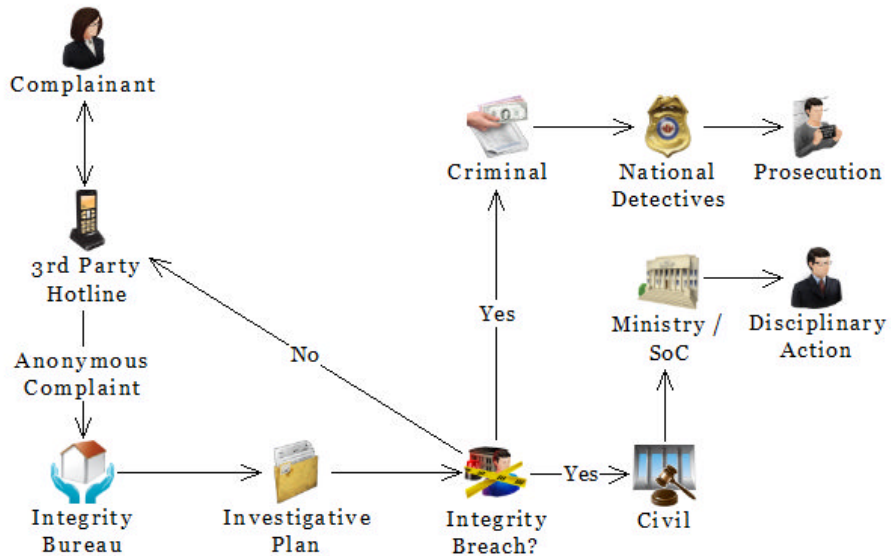 Complainant
3rd Party
Hotline
Anonymous
Complaint
Integrity
Bureau
Investigative
Plan
Integrity
Breach?
No
Yes
Criminal
National
Detectives
Prosecution
Yes
Civil
Ministry /
SoC
Disciplinary
Action